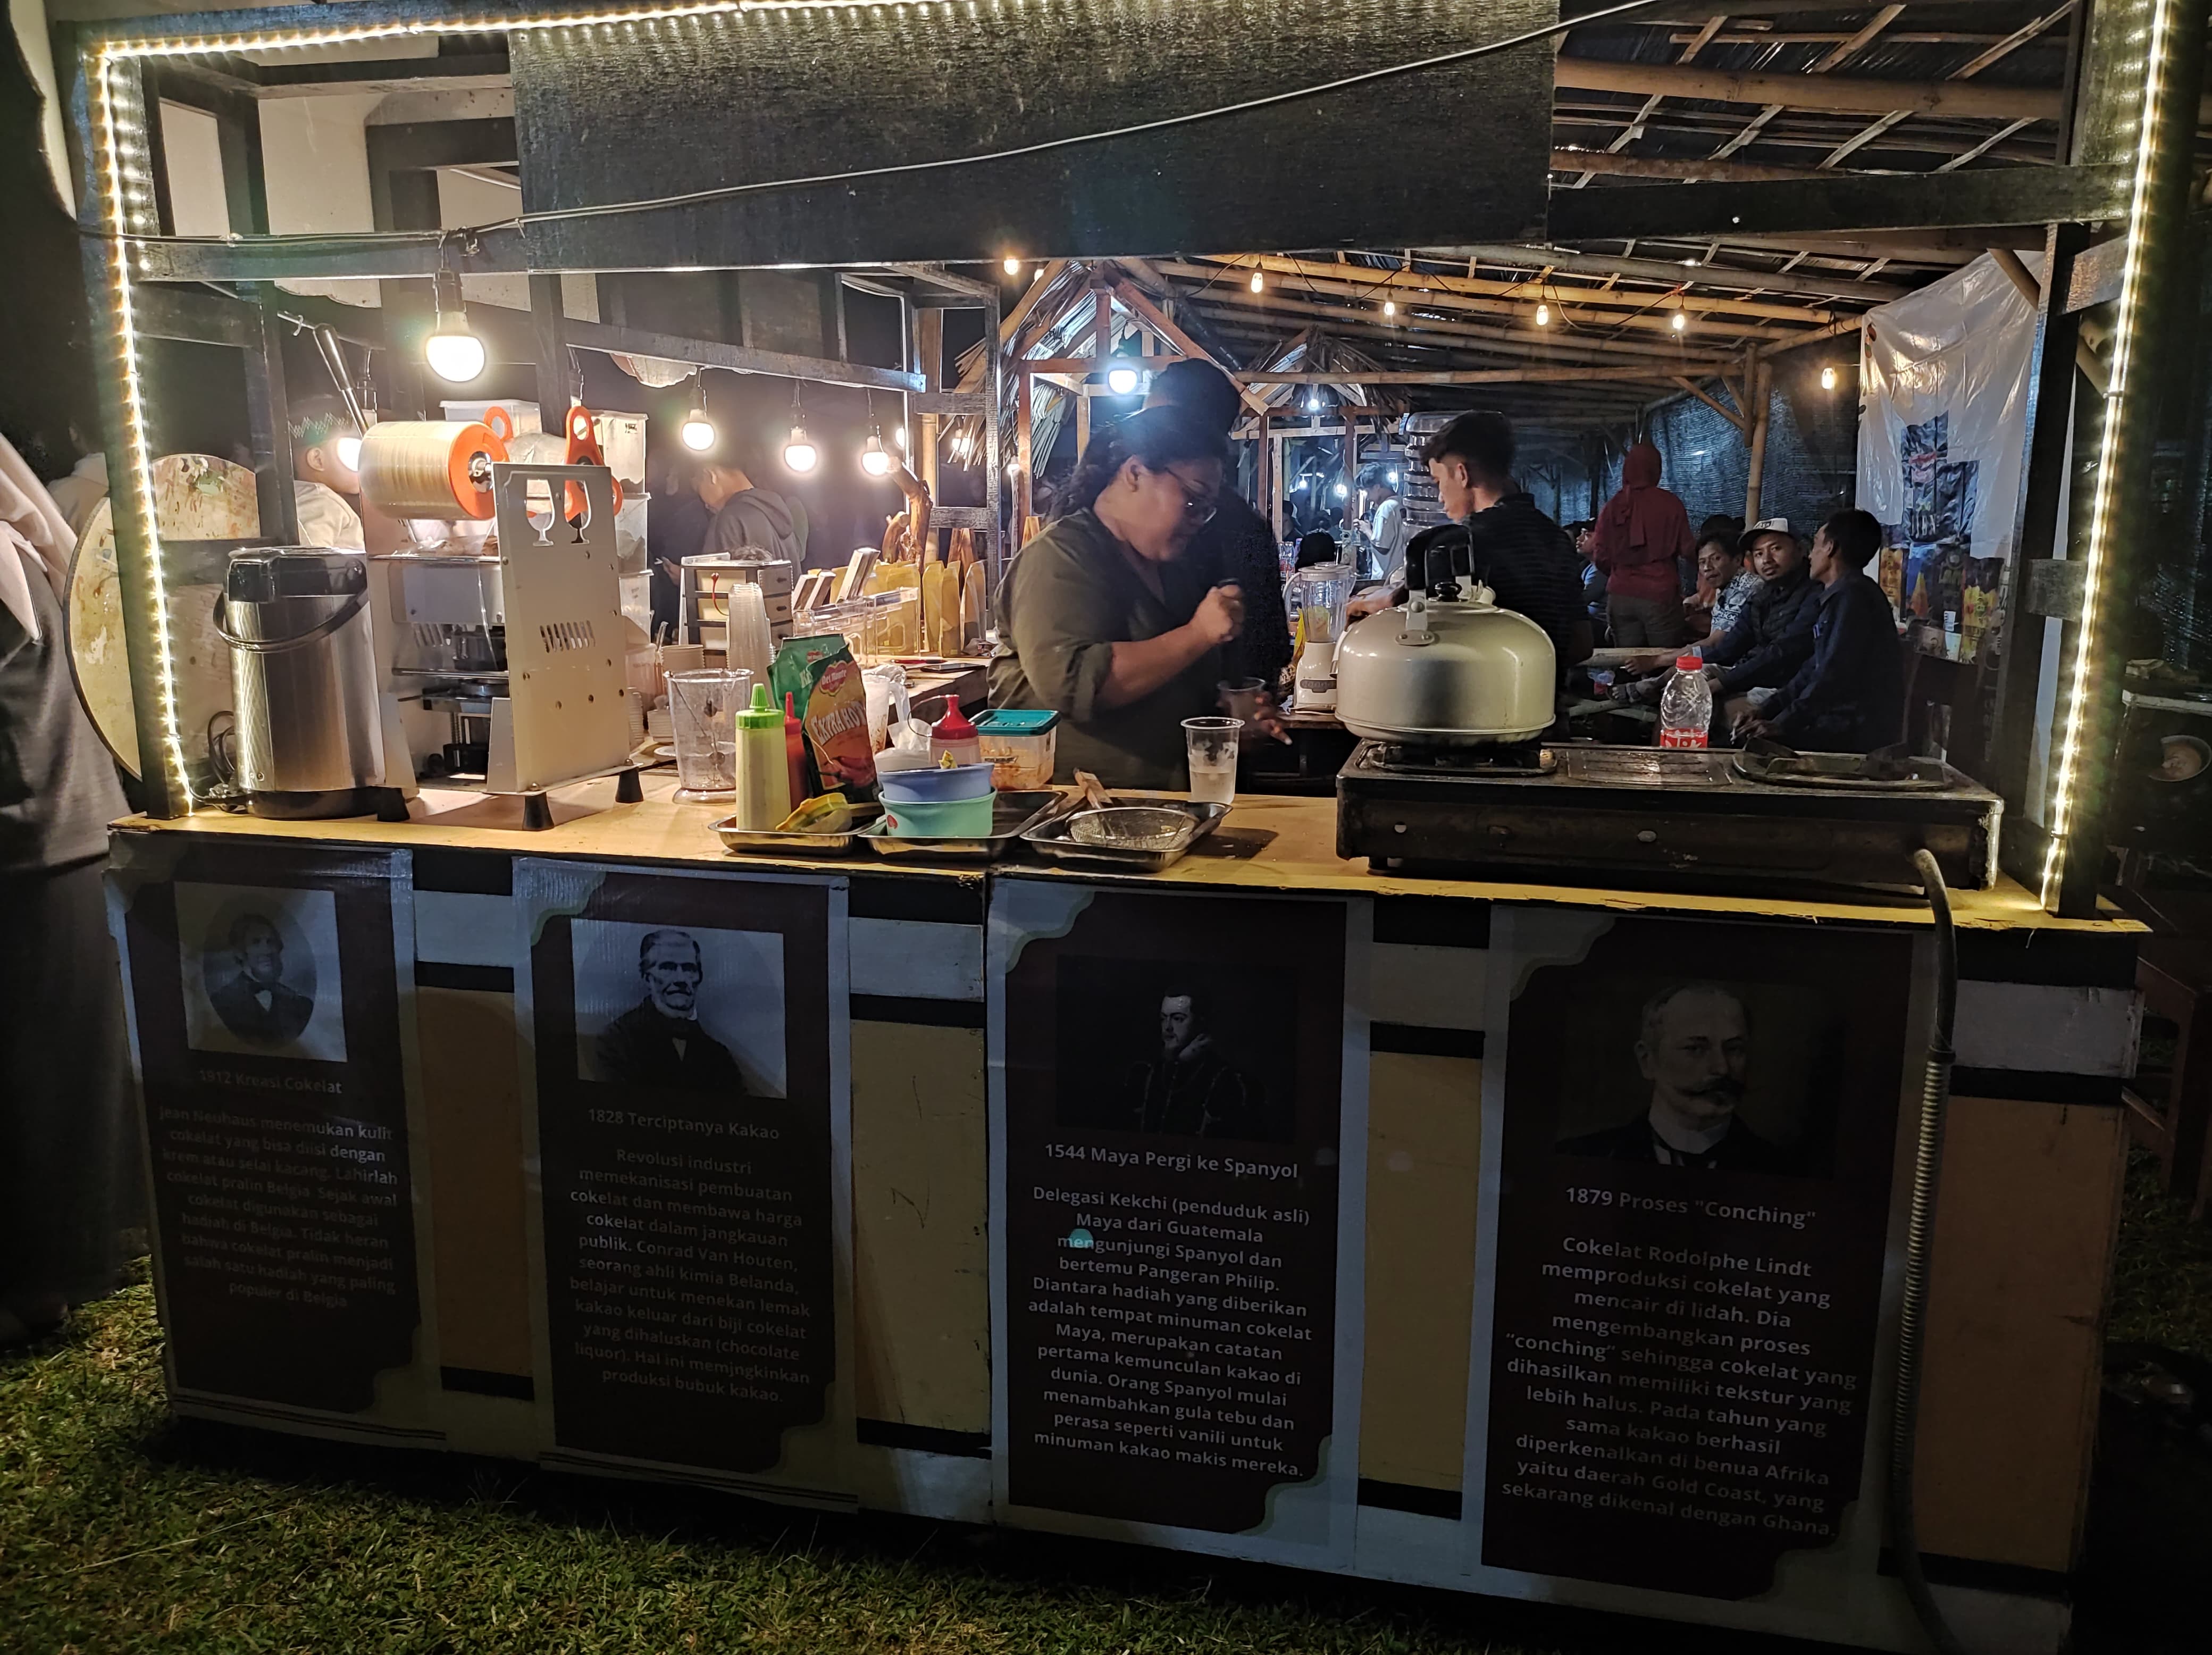 Del Monte
EXTRA HOT
1912 Kreasi Cokelat
Jean Neuhaus menemukan kulit
cokelat yang bisa diisi dengan
krem atau selai kacang. Lahirlah
cokelat pralin Belgia. Sejak awal
cokelat digunakan sebagai
hadiah di Belgia. Tidak heran
bahwa cokelat pralin menjadi
salah satu hadiah yang paling
populer di Belgia.
1828 Terciptanya Kakao
Revolusi industri
memekanisasi pembuatan
cokelat dan membawa harga
cokelat dalam jangkauan
publik. Conrad Van Houten,
seorang ahli kimia Belanda,
belajar untuk menekan lemak
kakao keluar dari biji cokelat
yang dihaluskan (chocolate
liquor). Hal ini memjngkinkan
produksi bubuk kakao.
1544 Maya Pergi ke Spanyol
Delegasi Kekchi (penduduk asli)
Maya dari Guatemala
mengunjungi Spanyol dan
bertemu Pangeran Philip.
Diantara hadiah yang diberikan
adalah tempat minuman cokelat
Maya, merupakan catatan
pertama kemunculan kakao di
dunia. Orang Spanyol mulai
menambahkan gula tebu dan
perasa seperti vanili untuk
minuman kakao makis mereka.
1879 Proses "Conching"
Cokelat Rodolphe Lindt
memproduksi cokelat yang
mencair di lidah. Dia
mengembangkan proses
"conching" sehingga cokelat yang
dihasilkan memiliki tekstur yang
lebih halus. Pada tahun yang
sama kakao berhasil
diperkenalkan di benua Afrika
yaitu daerah Gold Coast, yang
sekarang dikenal dengan Ghana.